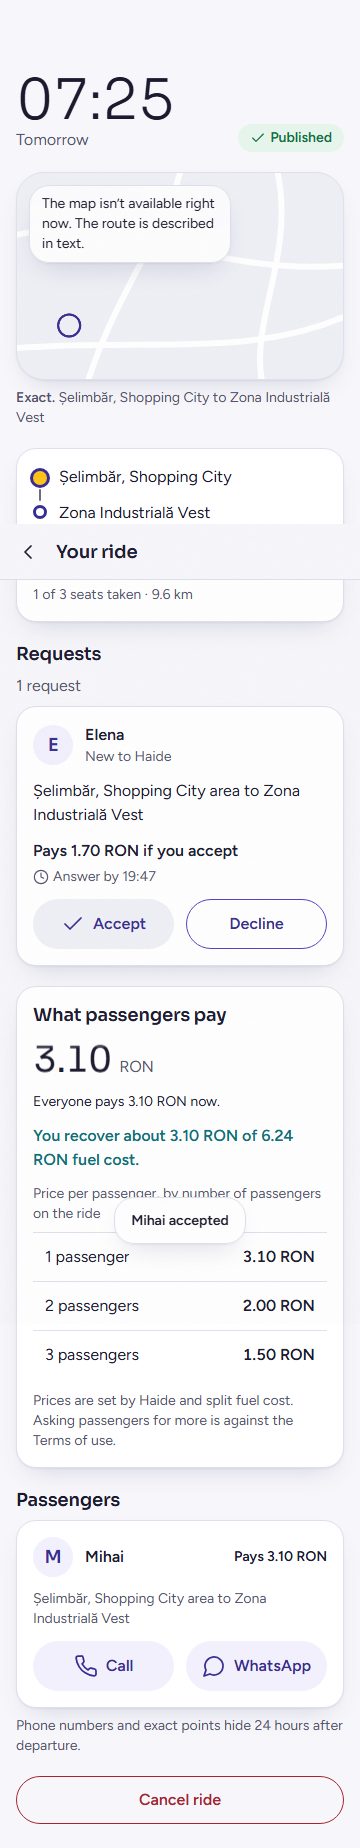 07:25
Tomorrow
Published
The map isn't available right
now. The route is described
in text.
Exact. Șelimbăr, Shopping City to Zona Industrială
Vest
Șelimbăr, Shopping City
Zona Industrială Vest
Your ride
1 of 3 seats taken · 9.6 km
Requests
1 request
E
Elena
New to Haide
Șelimbăr, Shopping City area to Zona
Industrială Vest
Pays 1.70 RON if you accept
Answer by 19:47
Accept
Decline
What passengers pay
3.10 RON
Everyone pays 3.10 RON now.
You recover about 3.10 RON of 6.24
RON fuel cost.
Price per passenger, by number of passengers
on the ride
Mihai accepted
1 passenger 3.10 RON
2 passengers 2.00 RON
3 passengers 1.50 RON
Prices are set by Haide and split fuel cost.
Asking passengers for more is against the
Terms of use.
Passengers
M
Mihai
Pays 3.10 RON
Șelimbăr, Shopping City area to Zona
Industrială Vest
Call
WhatsApp
Phone numbers and exact points hide 24 hours after
departure.
Cancel ride